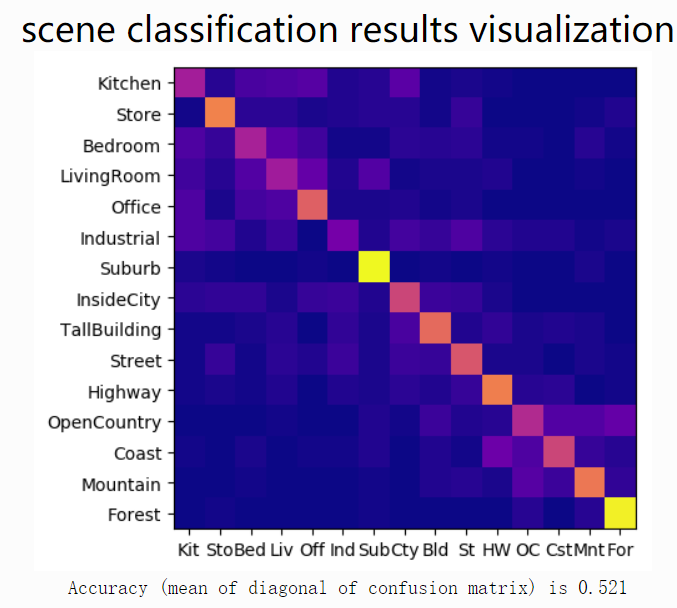 scene classification results visualization
Kitchen
Store
Bedroom
LivingRoom
Office
Industrial
Suburb
InsideCity
TallBuilding
Street
Highway
OpenCountry
Coast
Mountain
Forest
Kit Sto Bed Liv Off Ind Sub Cty Bld St HW OC Cst Mnt For
Accuracy (mean of diagonal of confusion matrix) is 0.521